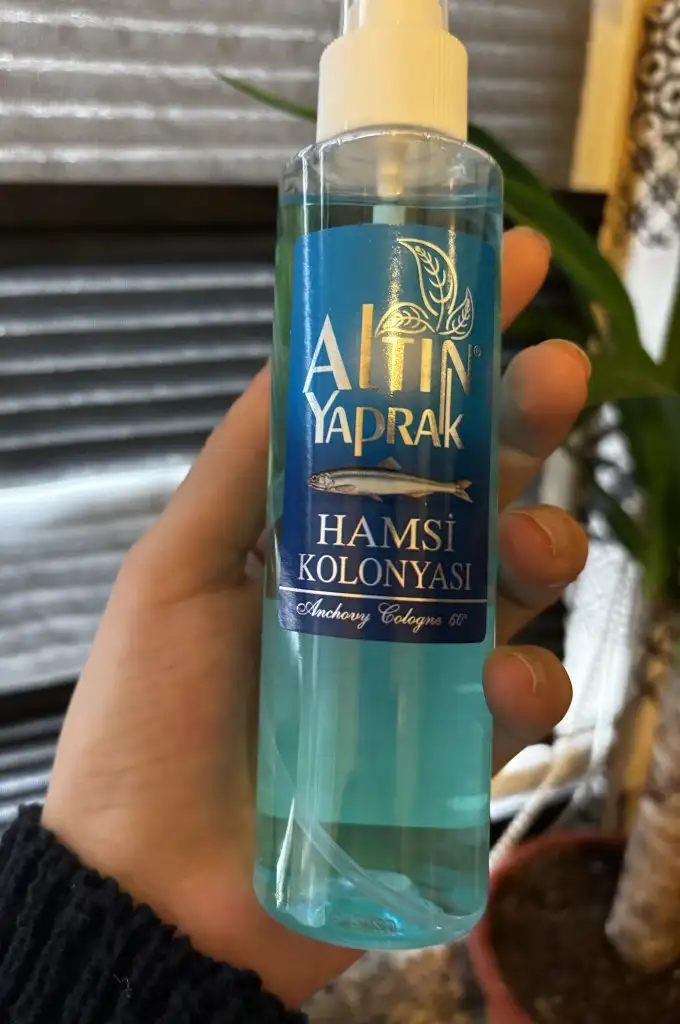 ALTIN®
YAPRAK
HAMSİ
KOLONYASI
Anchovy Cologne 60°